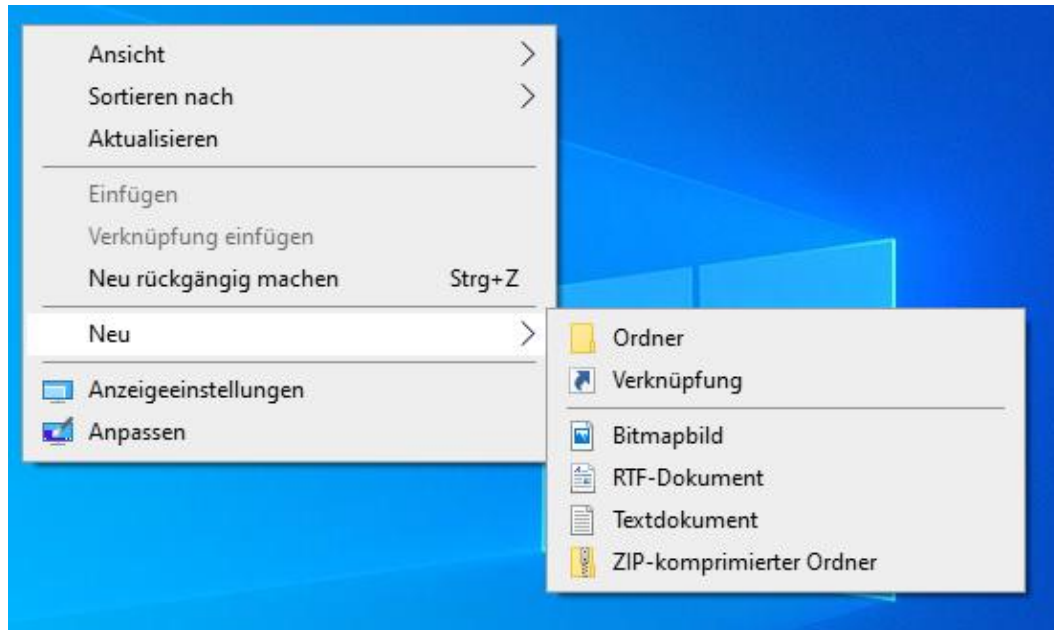 Ansicht
Sortieren nach
Aktualisieren
Einfügen
Verknüpfung einfügen
Neu rückgängig machen Strg+Z
Neu
Anzeigeeinstellungen
Anpassen
Ordner
Verknüpfung
Bitmapbild
RTF-Dokument
Textdokument
ZIP-komprimierter Ordner